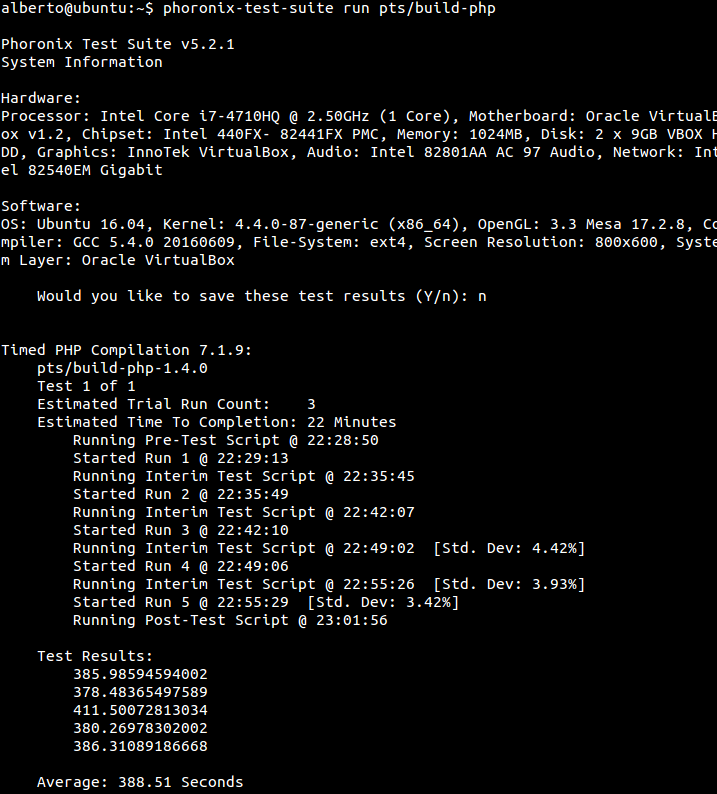 alberto@ubuntu:~$ phoronix-test-suite run pts/build-php
Phoronix Test Suite v5.2.1
System Information
Hardware:
Processor: Intel Core i7-4710HQ @ 2.50GHz (1 Core), Motherboard: Oracle VirtualB
ox v1.2, Chipset: Intel 440FX- 82441FX PMC, Memory: 1024MB, Disk: 2 x 9GB VBOX H
DD, Graphics: InnoTek VirtualBox, Audio: Intel 82801AA AC 97 Audio, Network: Int
el 82540EM Gigabit
Software:
OS: Ubuntu 16.04, Kernel: 4.4.0-87-generic (x86_64), OpenGL: 3.3 Mesa 17.2.8, Co
mpiler: GCC 5.4.0 20160609, File-System: ext4, Screen Resolution: 800x600, Syste
m Layer: Oracle VirtualBox
Would you like to save these test results (Y/n): n
Timed PHP Compilation 7.1.9:
pts/build-php-1.4.0
Test 1 of 1
Estimated Trial Run Count:    3
Estimated Time To Completion: 22 Minutes
Running Pre-Test Script @ 22:28:50
Started Run 1 @ 22:29:13
Running Interim Test Script @ 22:35:45
Started Run 2 @ 22:35:49
Running Interim Test Script @ 22:42:07
Started Run 3 @ 22:42:10
Running Interim Test Script @ 22:49:02  [Std. Dev: 4.42%]
Started Run 4 @ 22:49:06
Running Interim Test Script @ 22:55:26  [Std. Dev: 3.93%]
Started Run 5 @ 22:55:29  [Std. Dev: 3.42%]
Running Post-Test Script @ 23:01:56
Test Results:
385.98594594002
378.48365497589
411.50072813034
380.26978302002
386.31089186668
Average: 388.51 Seconds